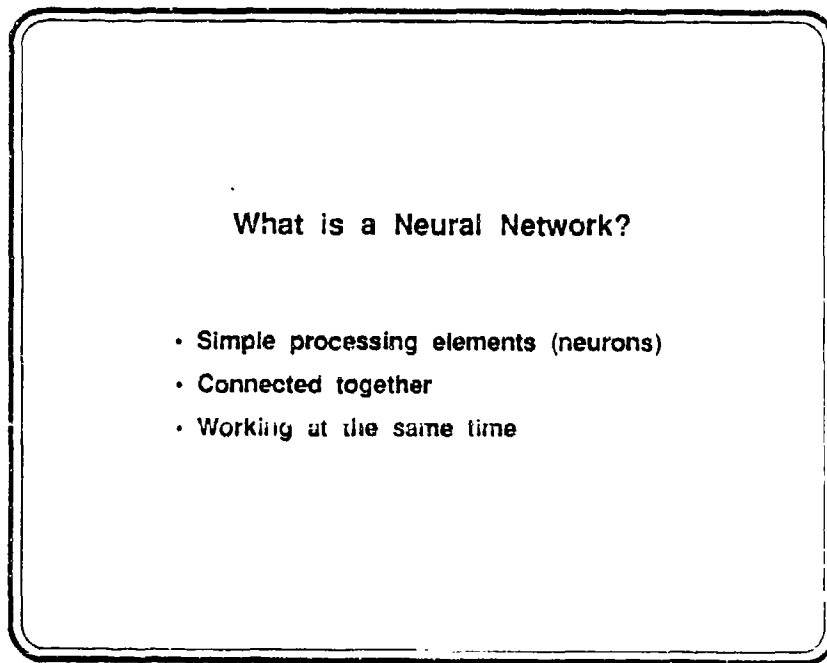 What is a Neural Network?
• Simple processing elements (neurons)
• Connected together
• Working at the same time